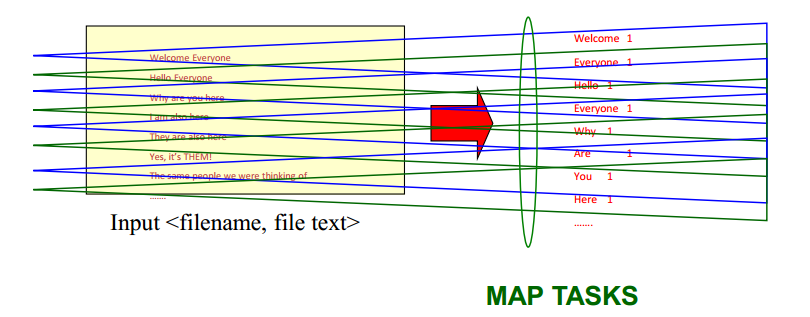 Welcome Everyone
Hello Everyone
Why are you here
I am also here
They are also here
Yes, it's THEM!
The same people we were thinking of
.......
Input <filename, file text>
Welcome 1
Everyone 1
Hello 1
Everyone 1
Why 1
Are 1
You 1
Here 1
.......
MAP TASKS